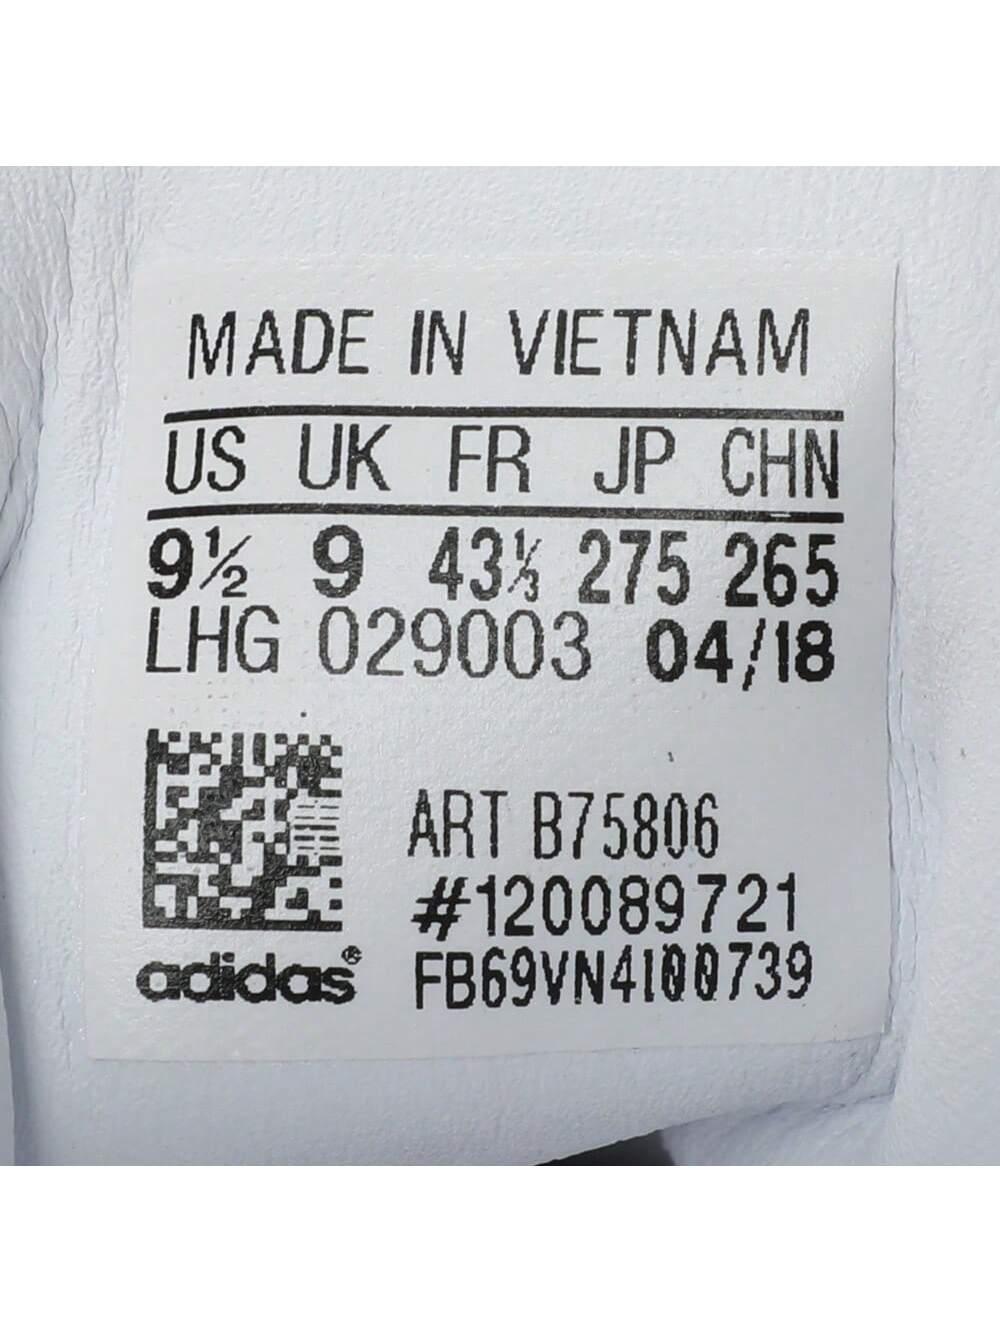 MADE IN VIETNAM
US UK FR JP CHN
9½ 9 43⅓ 275 265
LHG 029003 04/18
ART B75806
#120089721
adidas®
FB69VN4I00739